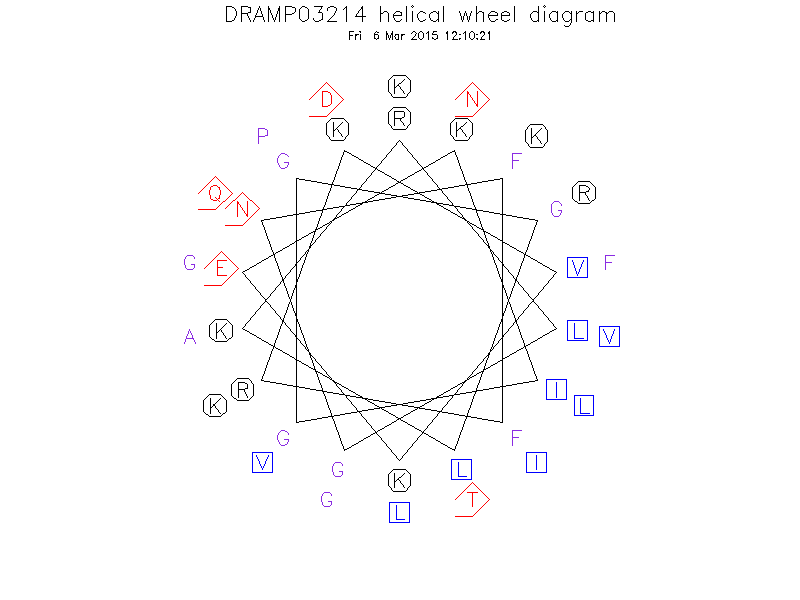 DRAMP03214 helical wheel diagram
Fri 6 Mar 2015 12:10:21
K
D N
R
K K K
P
G F
Q N G R
G E V F
A K L V
R I
K L
G F
V L I
G K
G T
L